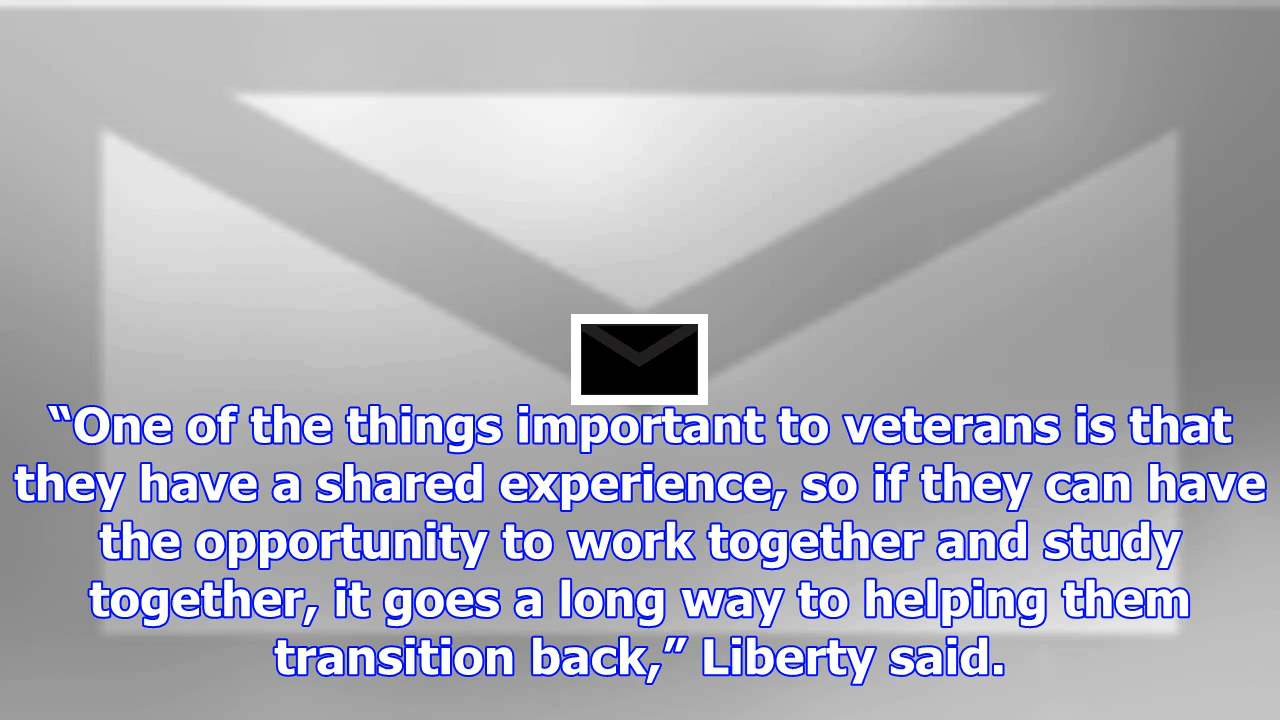 “One of the things important to veterans is that
they have a shared experience, so if they can have
the opportunity to work together and study
together, it goes a long way to helping them
transition back,” Liberty said.